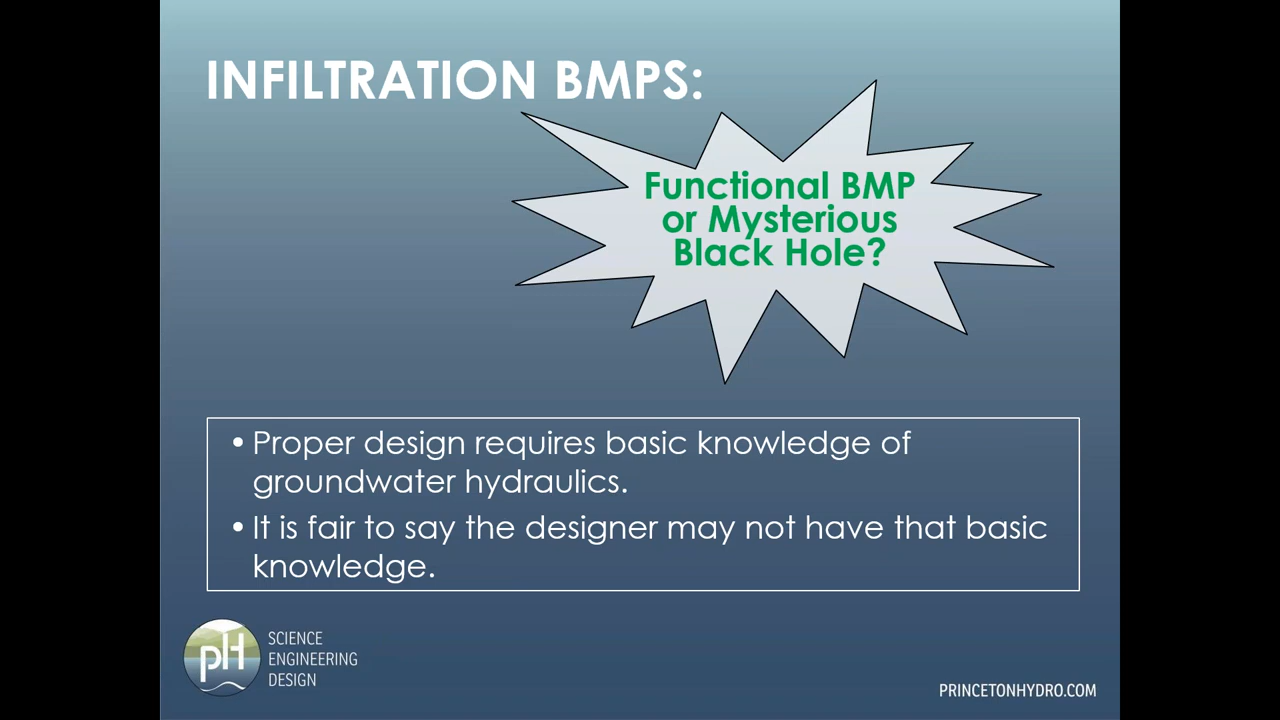 INFILTRATION BMPS:
Functional BMP
or Mysterious
Black Hole?
• Proper design requires basic knowledge of
groundwater hydraulics.
• It is fair to say the designer may not have that basic
knowledge.
pH
SCIENCE
ENGINEERING
DESIGN
PRINCETONHYDRO.COM